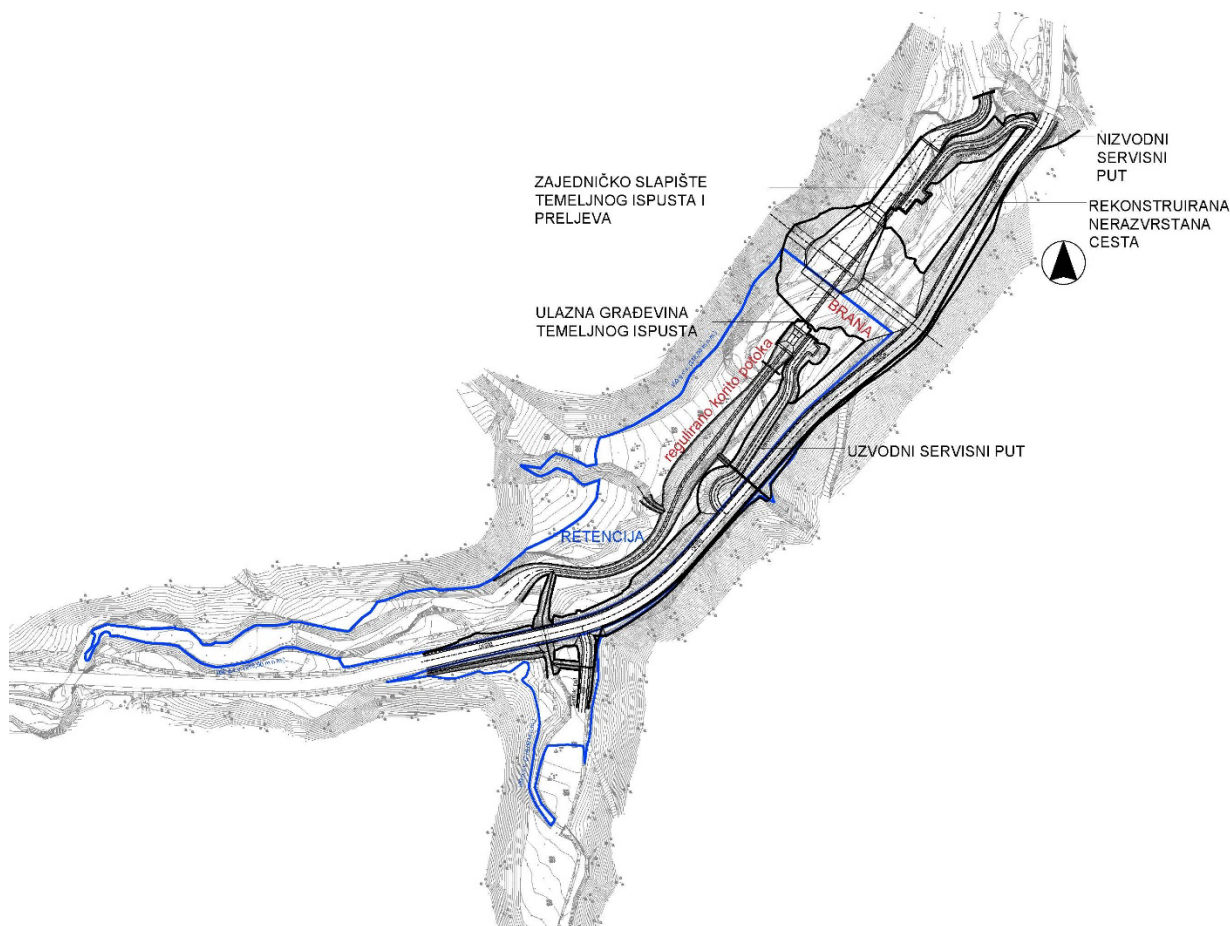 NIZVODNI
SERVISNI
PUT
ZAJEDNIČKO SLAPIŠTE
TEMELJNOG ISPUSTA I
PRELJEVA
REKONSTRUIRANA
NERAZVRSTANA
CESTA
ULAZNA GRAĐEVINA
TEMELJNOG ISPUSTA
BRANA
regulirano korito potoka
UZVODNI SERVISNI PUT
RETENCIJA